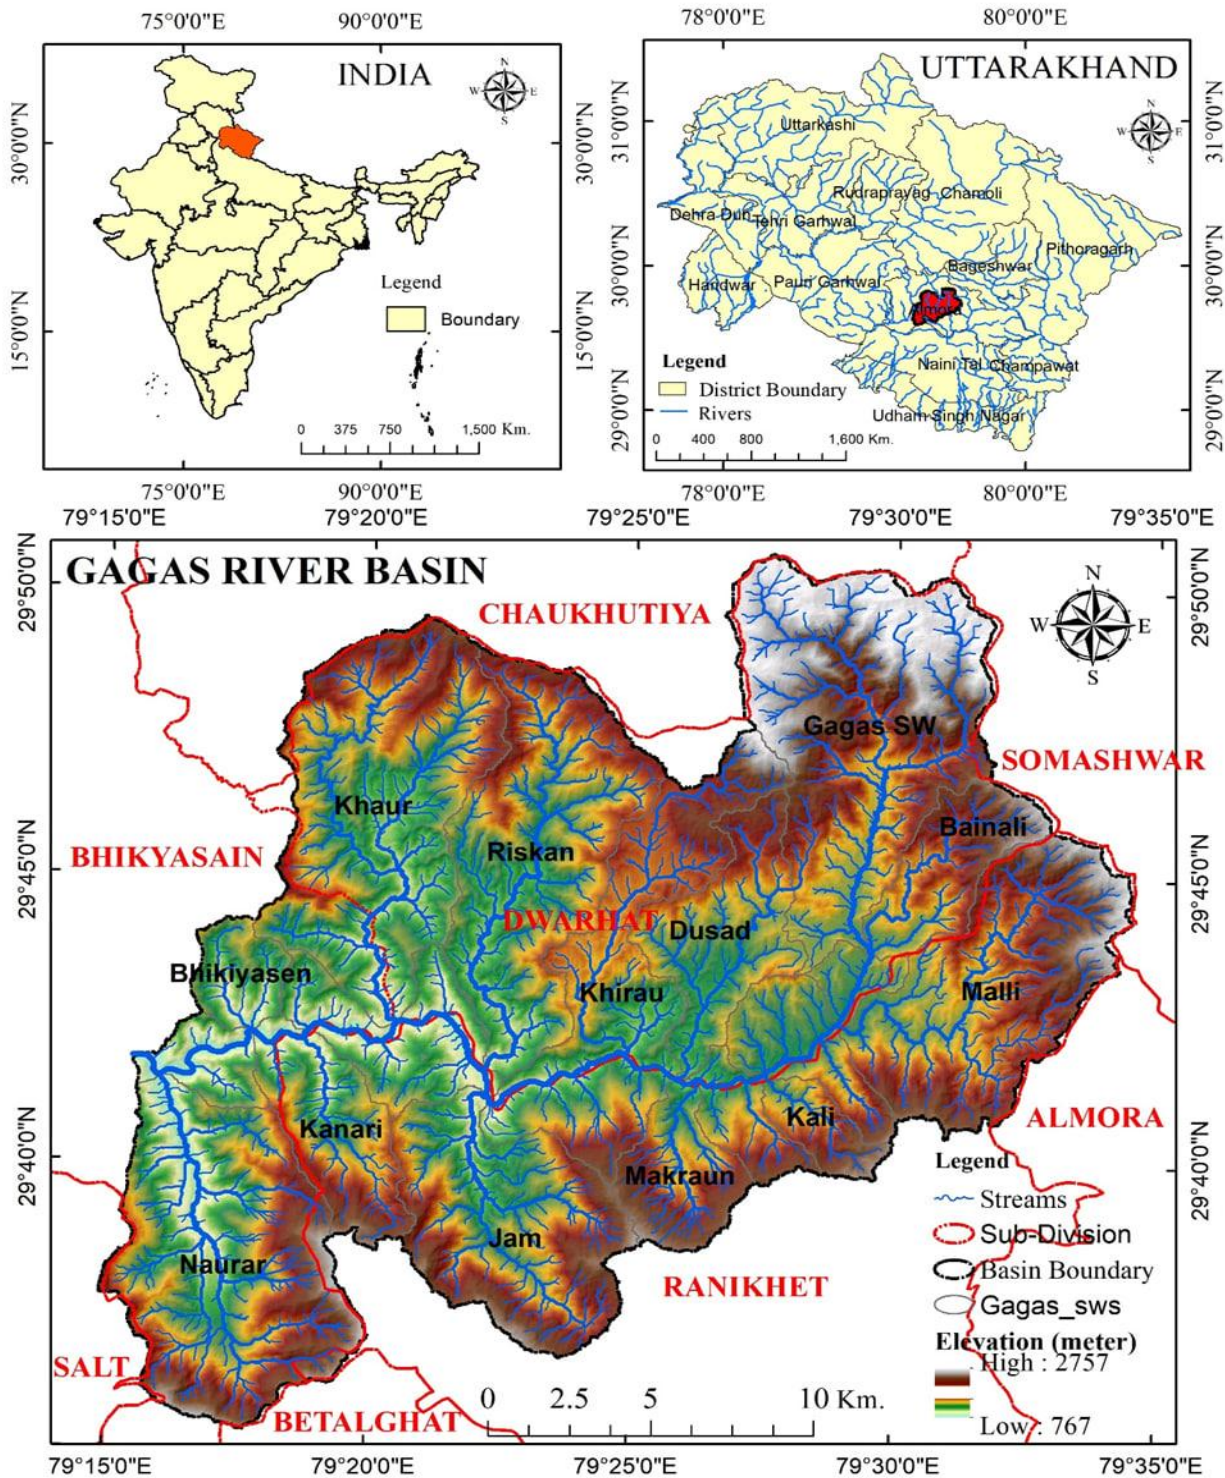 75°0'0"E 90°0'0"E
INDIA
N
W E
S
30°0'0"N 30°0'0"N
15°0'0"N 15°0'0"N
Legend
Boundary
0 375 750 1,500 Km.
75°0'0"E 90°0'0"E
78°0'0"E 80°0'0"E
UTTARAKHAND
N
W E
S
31°0'0"N 31°0'0"N
30°0'0"N 30°0'0"N
29°0'0"N 29°0'0"N
Uttarkashi
Rudraprayag Chamoli
Dehra Dun Tehri Garhwal
Pithoragarh
Bageshwar
Haridwar Pauri Garhwal
Almora
Naini Tal Champawat
Udham Singh Nagar
Legend
District Boundary
Rivers
0 400 800 1,600 Km.
78°0'0"E 80°0'0"E
79°15'0"E 79°20'0"E 79°25'0"E 79°30'0"E 79°35'0"E
GAGAS RIVER BASIN
N
W E
S
29°50'0"N 29°50'0"N
29°45'0"N 29°45'0"N
29°40'0"N 29°40'0"N
CHAUKHUTIYA
Gagas SW
SOMASHWAR
Khaur
Bainali
BHIKYASAIN
Riskan
DWARHAT
Dusad
Bhikiyasen
Khirau
Malli
Kanari
Kali
ALMORA
Makraun
Jam
Naurar
RANIKHET
SALT
BETALGHAT
Legend
Streams
Sub-Division
Basin Boundary
Gagas_sws
Elevation (meter)
High : 2757
Low : 767
0 2.5 5 10 Km.
79°15'0"E 79°20'0"E 79°25'0"E 79°30'0"E 79°35'0"E